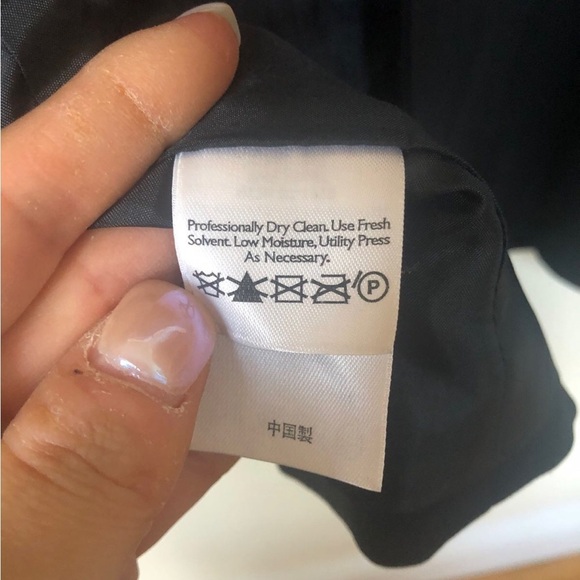 Professionally Dry Clean. Use Fresh
Solvent. Low Moisture, Utility Press
As Necessary.
P
中国製